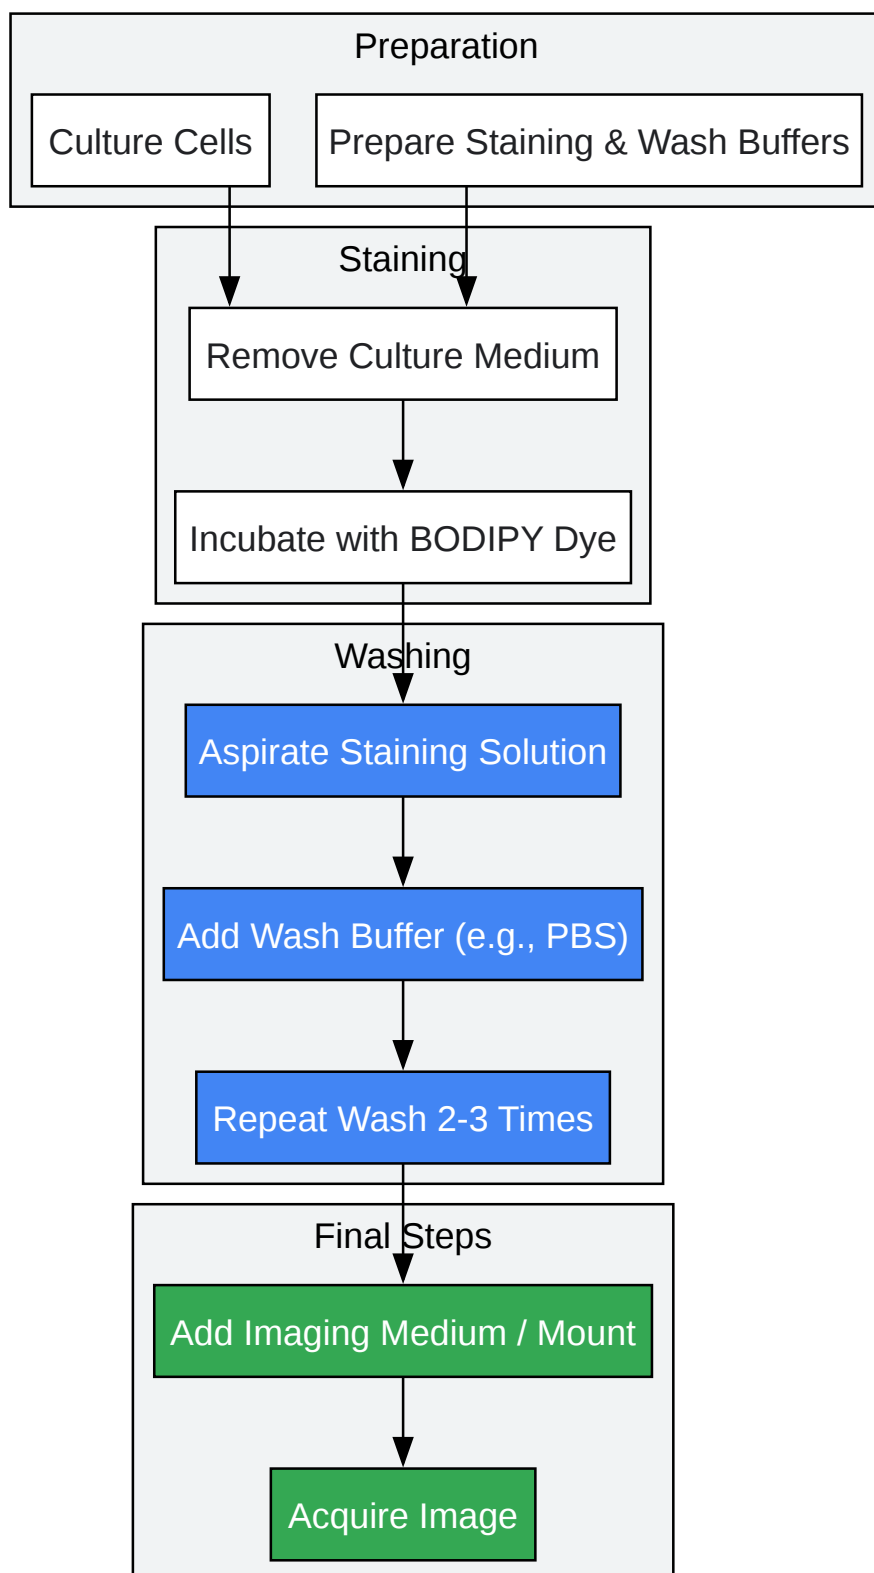 Preparation
Culture Cells
Prepare Staining & Wash Buffers
Staining
Remove Culture Medium
Incubate with BODIPY Dye
Washing
Aspirate Staining Solution
Add Wash Buffer (e.g., PBS)
Repeat Wash 2-3 Times
Final Steps
Add Imaging Medium / Mount
Acquire Image